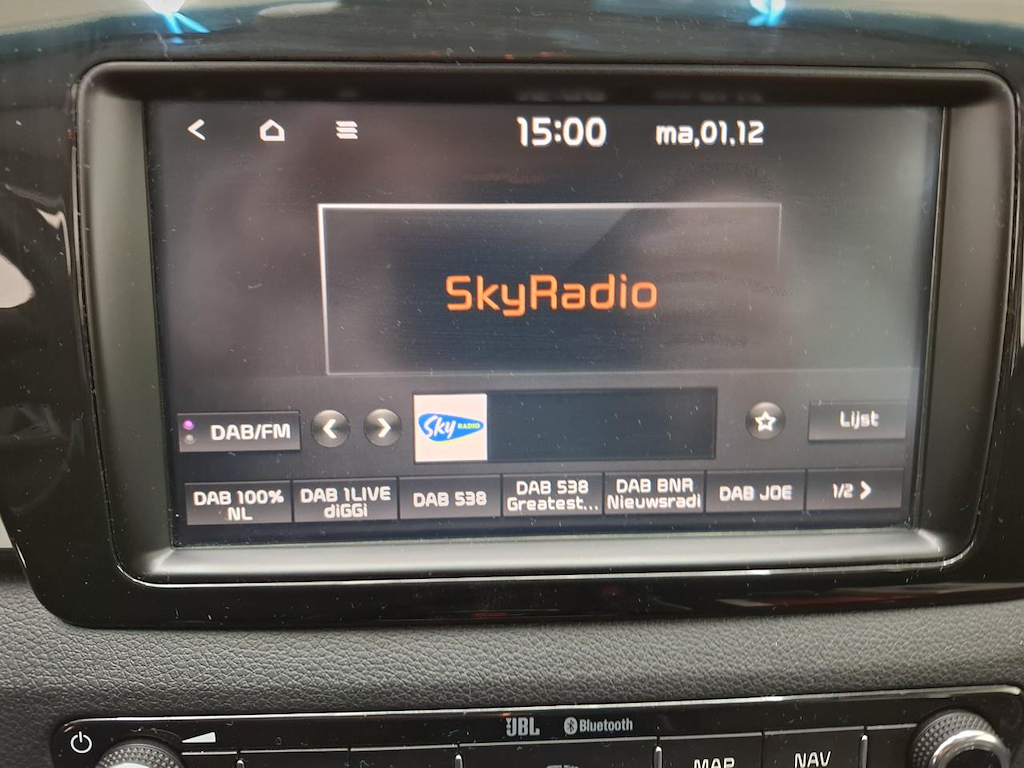 15:00 ma,01.12
SkyRadio
DAB/FM
Sky RADIO
Lijst
DAB 100%
NL
DAB 1LIVE
diGGi
DAB 538
DAB 538
Greatest...
DAB BNR
Nieuwsradi
DAB JOE
1/2
JBL Bluetooth
MAP
NAV